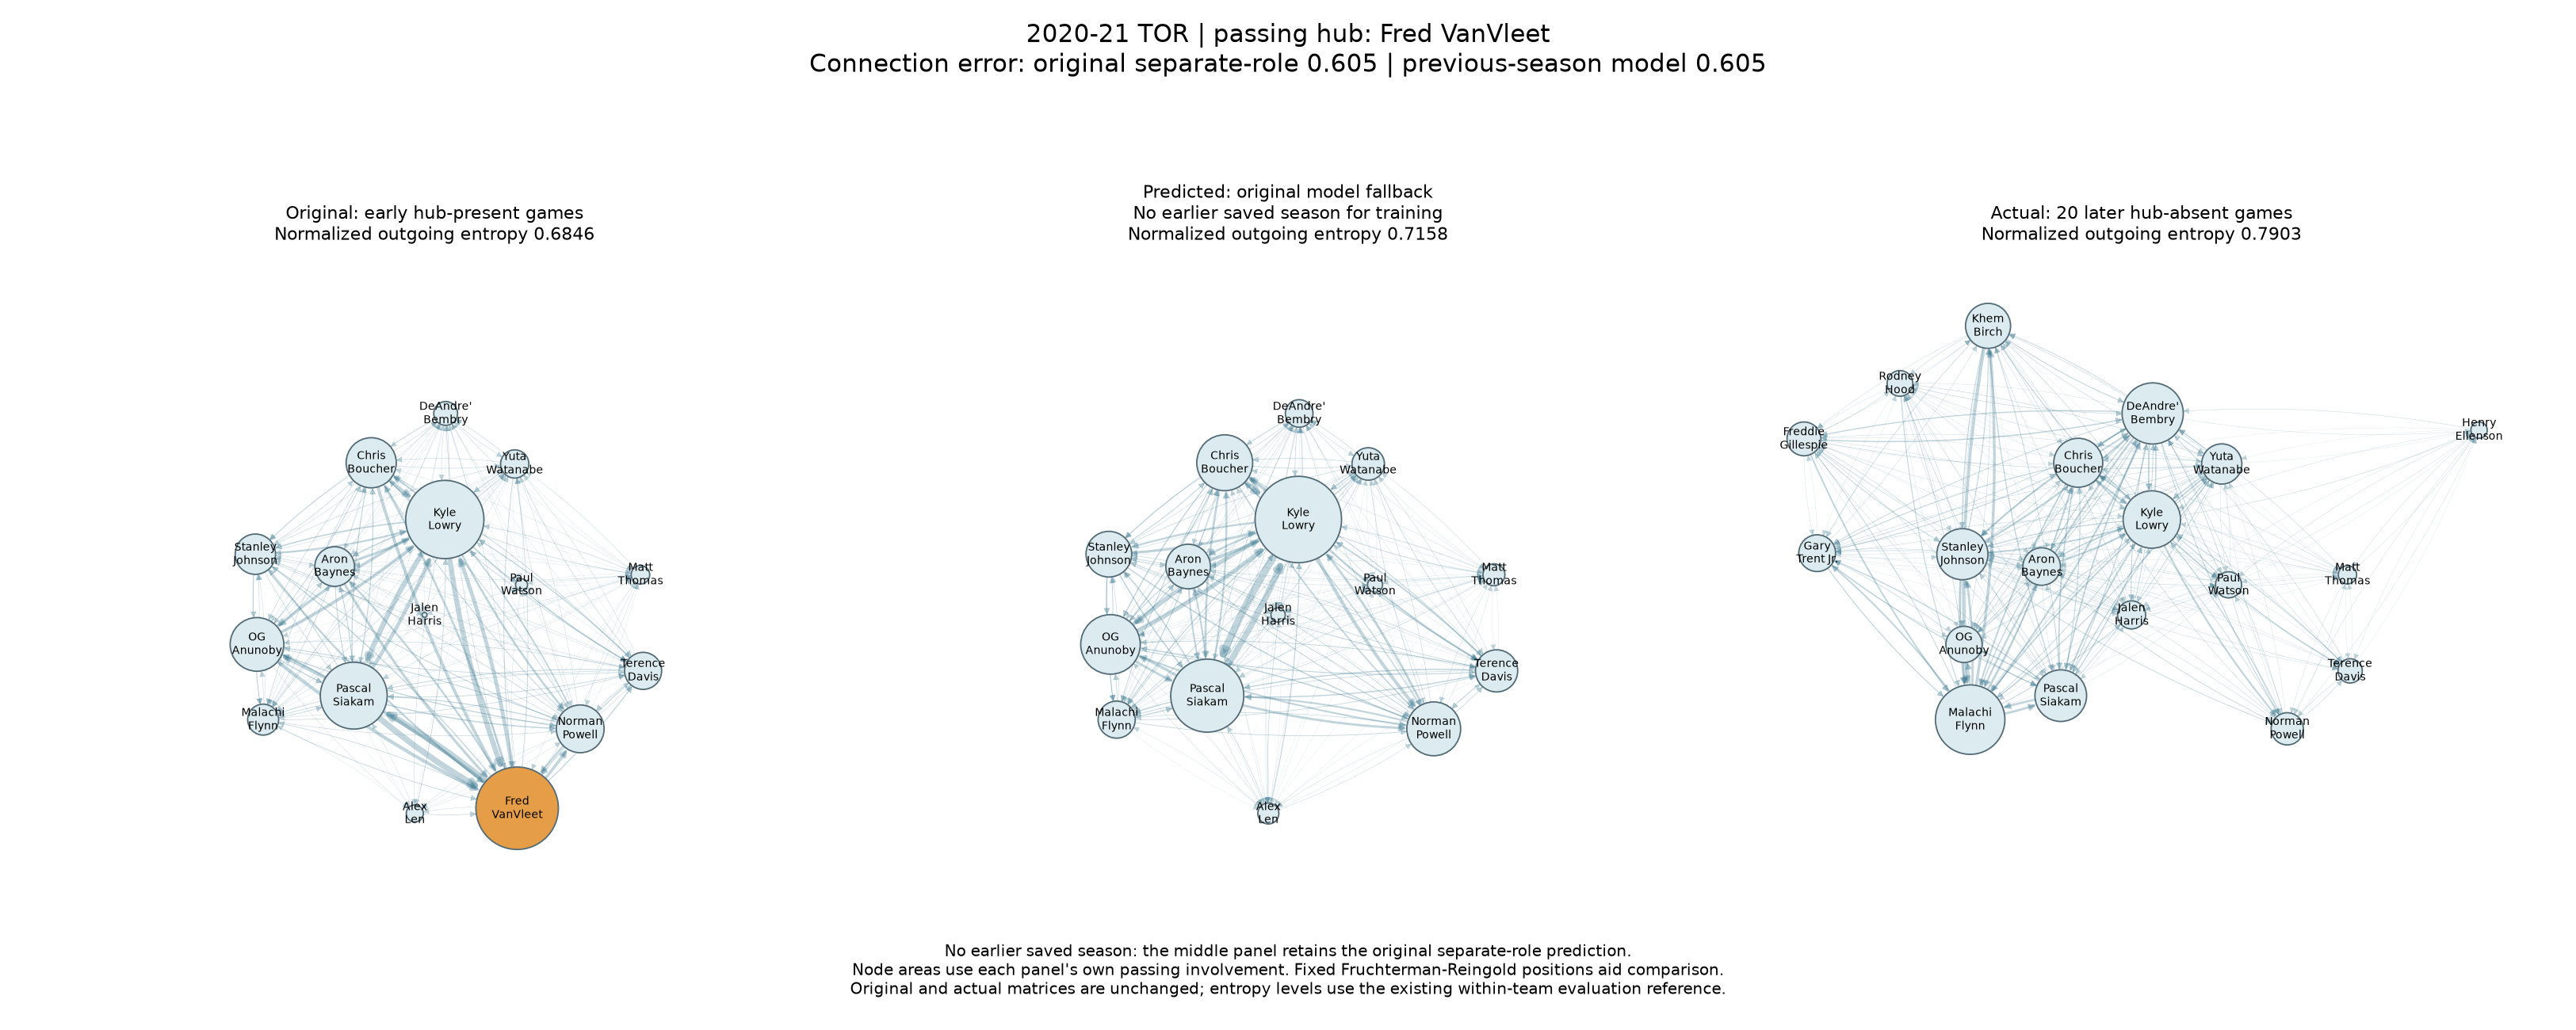 2020-21 TOR | passing hub: Fred VanVleet
Connection error: original separate-role 0.605 | previous-season model 0.605
Original: early hub-present games
Normalized outgoing entropy 0.6846
DeAndre'
Bembry
Chris
Boucher
Yuta
Watanabe
Kyle
Lowry
Stanley
Johnson
Aron
Baynes
Paul
Watson
Matt
Thomas
Jalen
Harris
OG
Anunoby
Terence
Davis
Pascal
Siakam
Malachi
Flynn
Norman
Powell
Alex
Len
Fred
VanVleet
Predicted: original model fallback
No earlier saved season for training
Normalized outgoing entropy 0.7158
DeAndre'
Bembry
Chris
Boucher
Yuta
Watanabe
Kyle
Lowry
Stanley
Johnson
Aron
Baynes
Paul
Watson
Matt
Thomas
Jalen
Harris
OG
Anunoby
Terence
Davis
Pascal
Siakam
Malachi
Flynn
Norman
Powell
Alex
Len
Actual: 20 later hub-absent games
Normalized outgoing entropy 0.7903
Khem
Birch
Rodney
Hood
DeAndre'
Bembry
Freddie
Gillespie
Henry
Ellenson
Chris
Boucher
Yuta
Watanabe
Kyle
Lowry
Gary
Trent Jr.
Stanley
Johnson
Aron
Baynes
Paul
Watson
Matt
Thomas
Jalen
Harris
OG
Anunoby
Terence
Davis
Pascal
Siakam
Malachi
Flynn
Norman
Powell
No earlier saved season: the middle panel retains the original separate-role prediction.
Node areas use each panel's own passing involvement. Fixed Fruchterman-Reingold positions aid comparison.
Original and actual matrices are unchanged; entropy levels use the existing within-team evaluation reference.